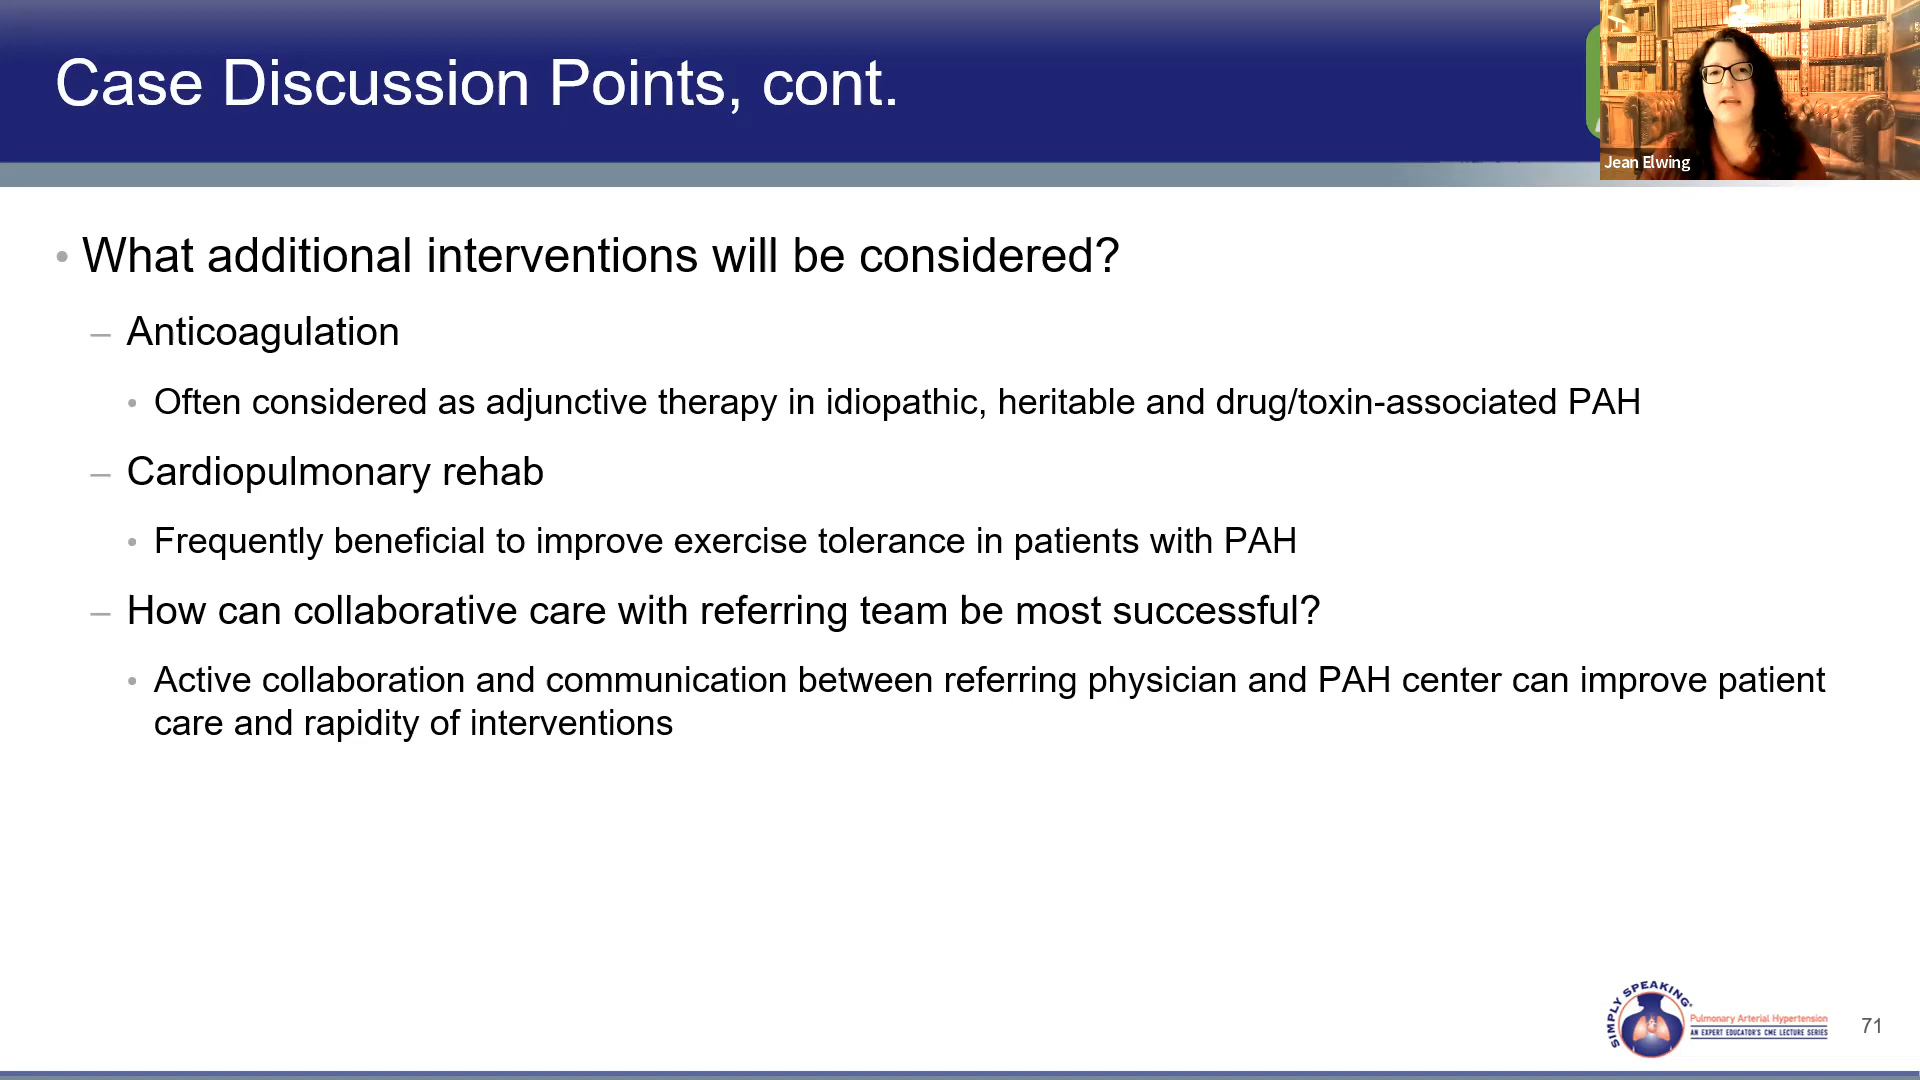 Case Discussion Points, cont.
Jean Elwing
• What additional interventions will be considered?
– Anticoagulation
• Often considered as adjunctive therapy in idiopathic, heritable and drug/toxin-associated PAH
– Cardiopulmonary rehab
• Frequently beneficial to improve exercise tolerance in patients with PAH
– How can collaborative care with referring team be most successful?
• Active collaboration and communication between referring physician and PAH center can improve patient
care and rapidity of interventions
SIMPLY SPEAKING®
Pulmonary Arterial Hypertension
AN EXPERT EDUCATOR'S CME LECTURE SERIES
71